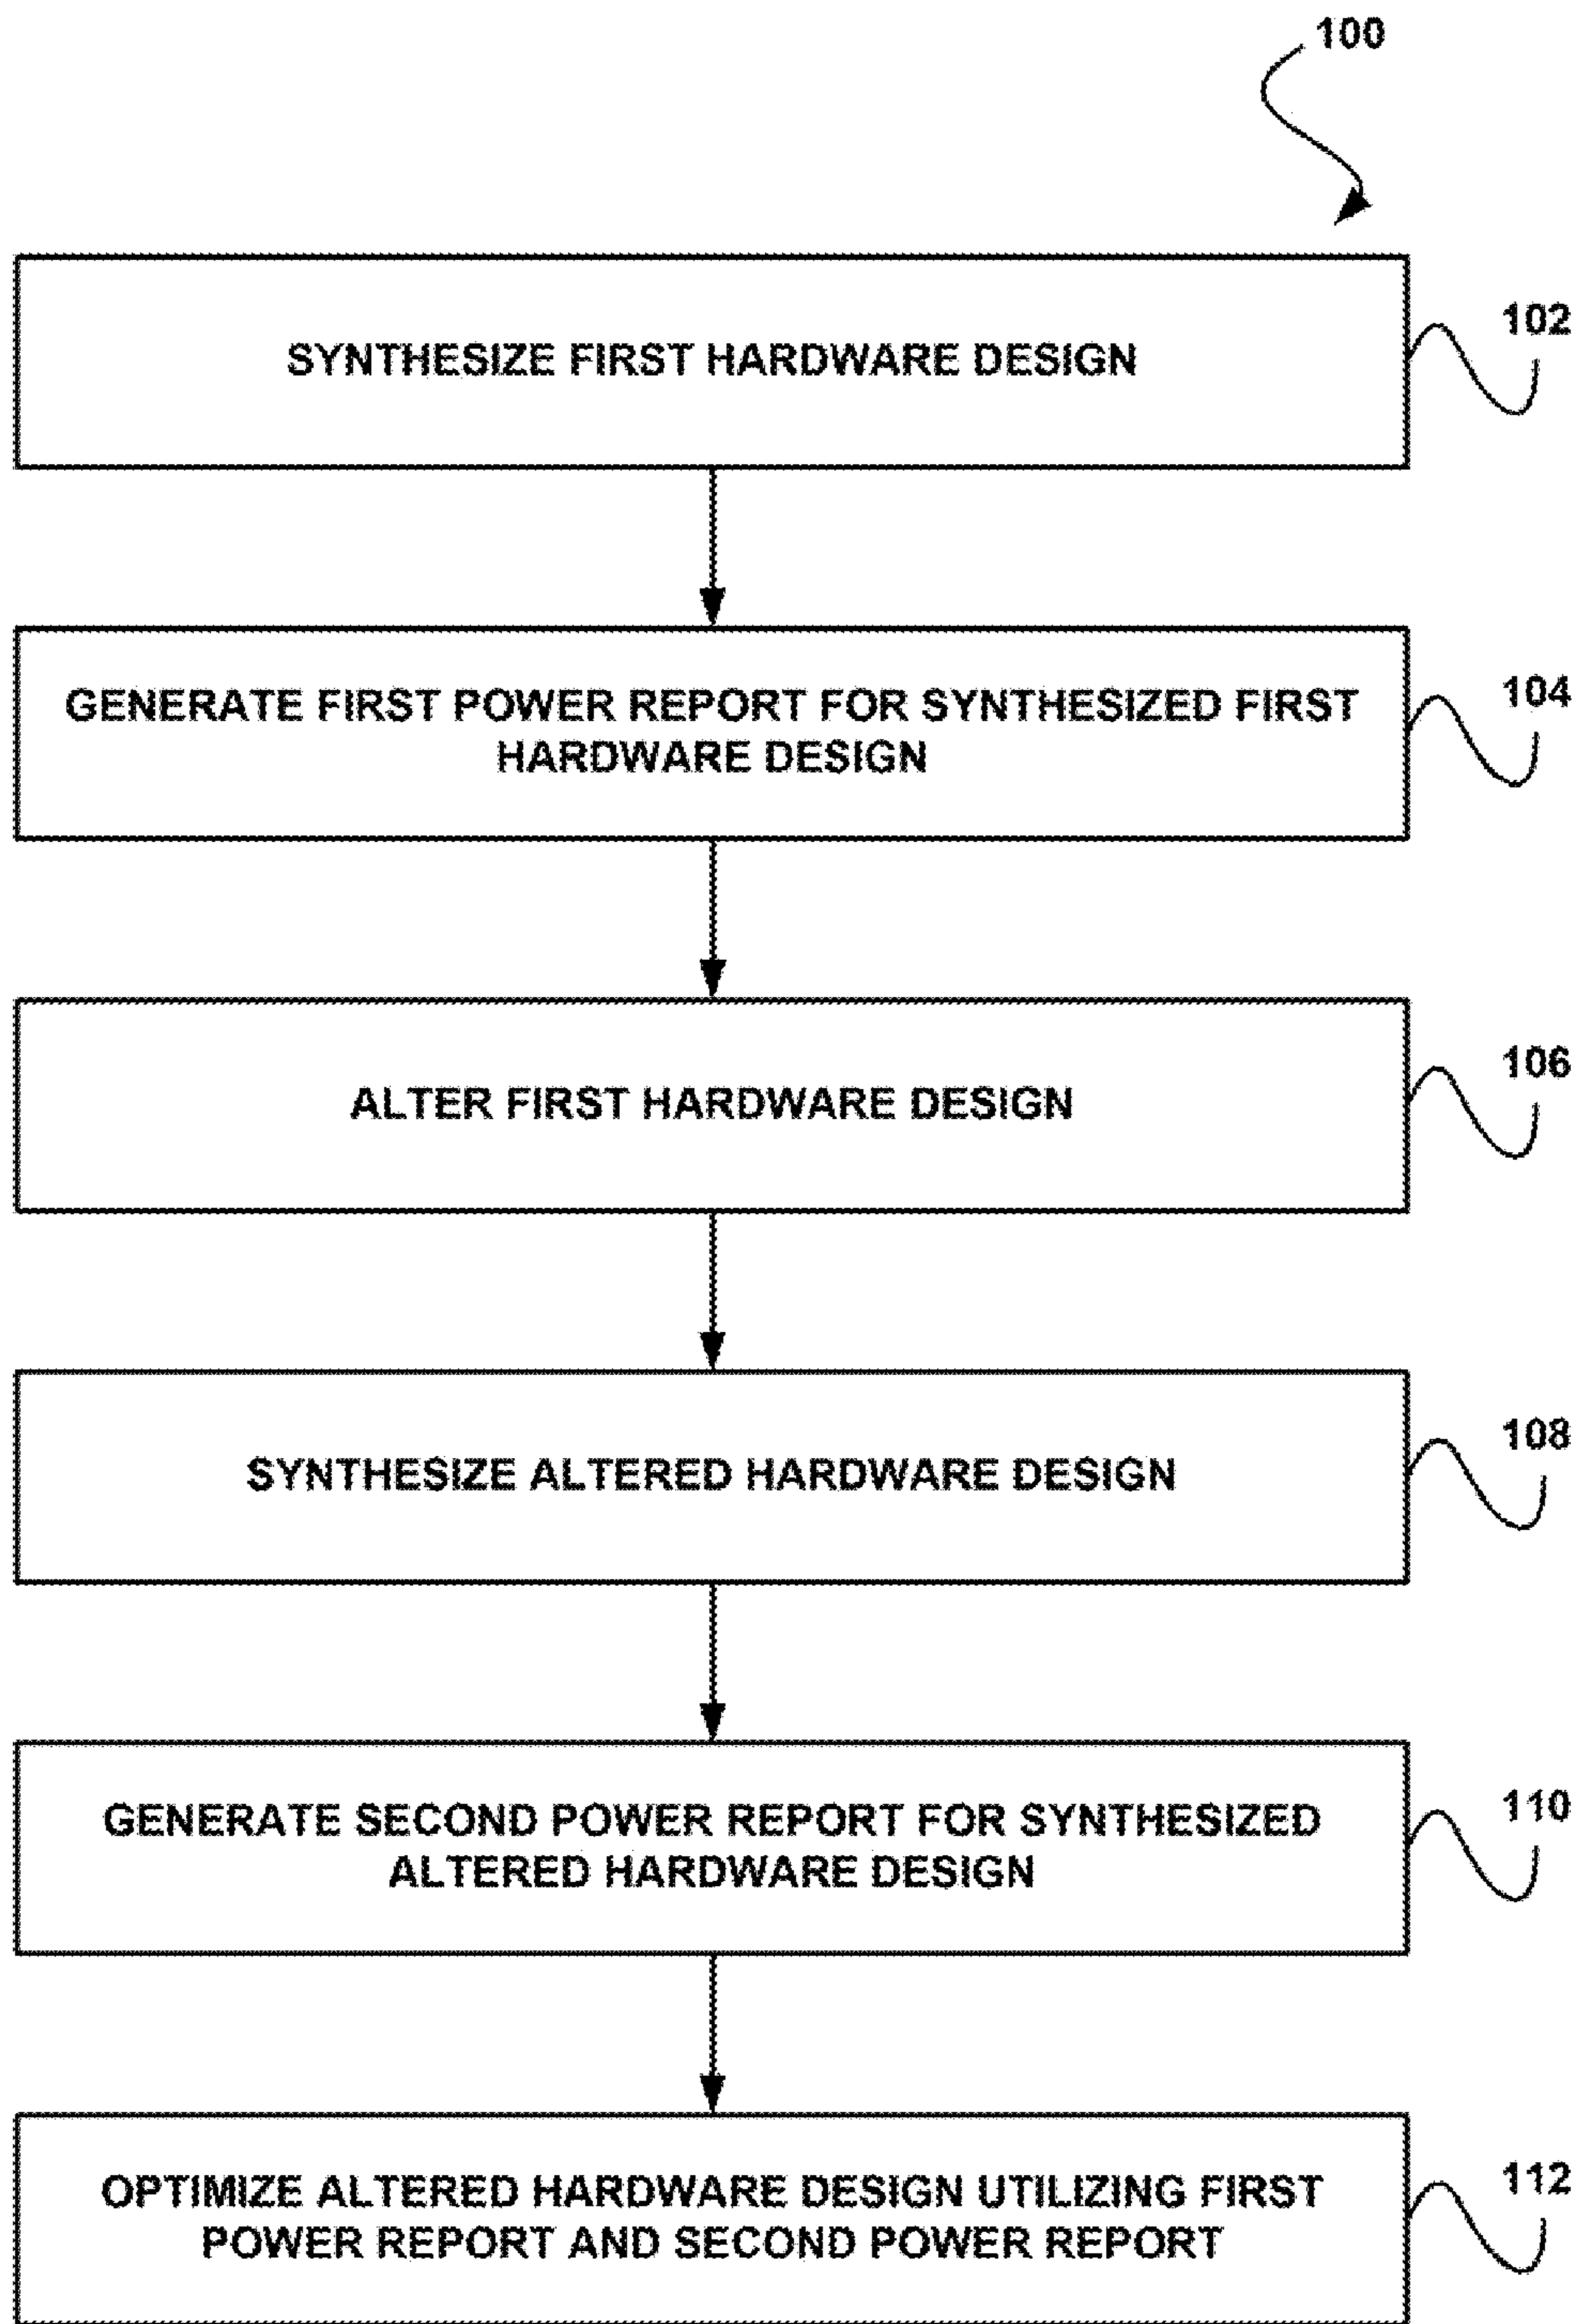 100
SYNTHESIZE FIRST HARDWARE DESIGN
102
GENERATE FIRST POWER REPORT FOR SYNTHESIZED FIRST
HARDWARE DESIGN
104
ALTER FIRST HARDWARE DESIGN
106
SYNTHESIZE ALTERED HARDWARE DESIGN
108
GENERATE SECOND POWER REPORT FOR SYNTHESIZED
ALTERED HARDWARE DESIGN
110
OPTIMIZE ALTERED HARDWARE DESIGN UTILIZING FIRST
POWER REPORT AND SECOND POWER REPORT
112